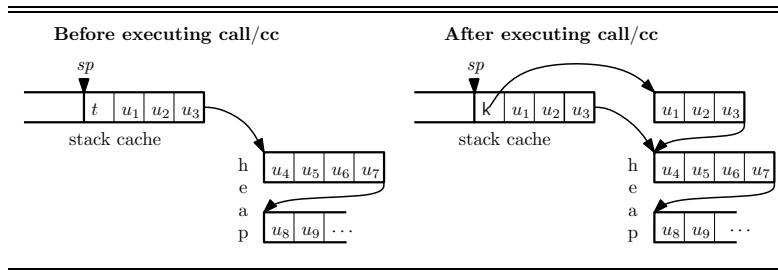 Before executing call/cc After executing call/cc
sp sp
t u₁ u₂ u₃ k u₁ u₂ u₃ u₁ u₂ u₃
stack cache stack cache
h u₄ u₅ u₆ u₇ h u₄ u₅ u₆ u₇
e e
a a
p u₈ u₉ ⋯ p u₈ u₉ ⋯